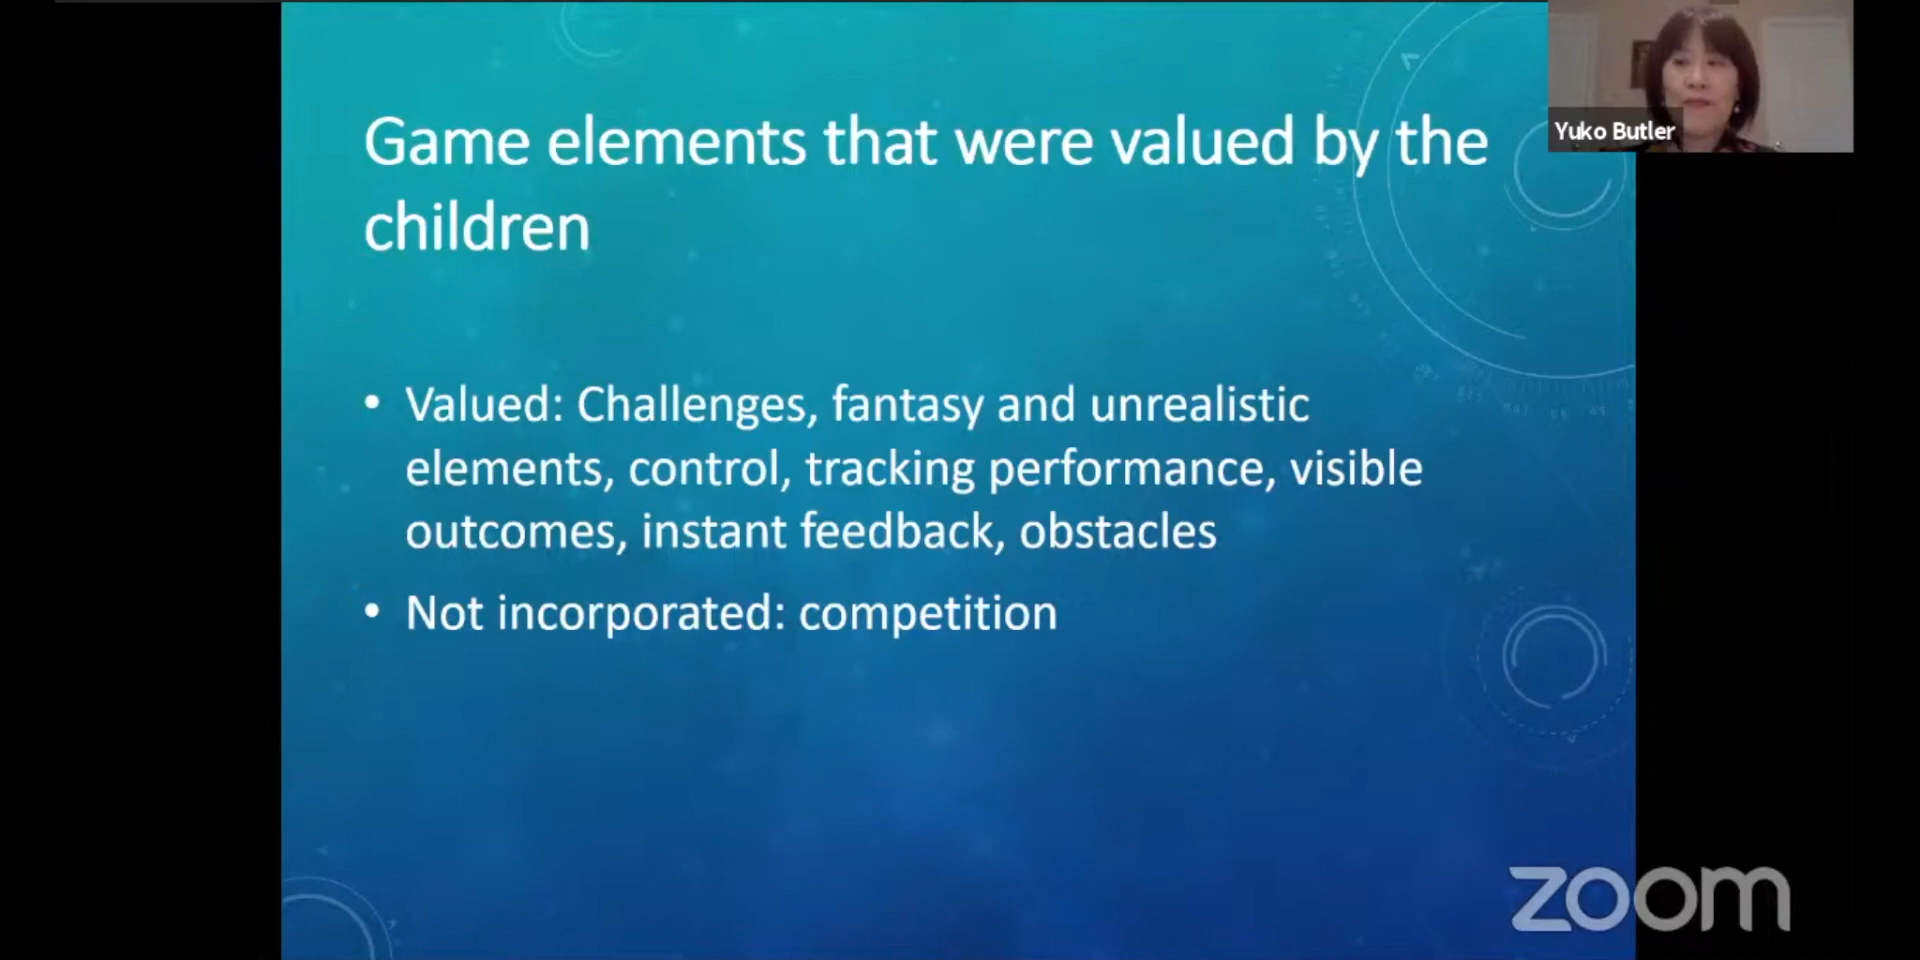 Game elements that were valued by the
children
Yuko Butler
• Valued: Challenges, fantasy and unrealistic
elements, control, tracking performance, visible
outcomes, instant feedback, obstacles
• Not incorporated: competition
zoom